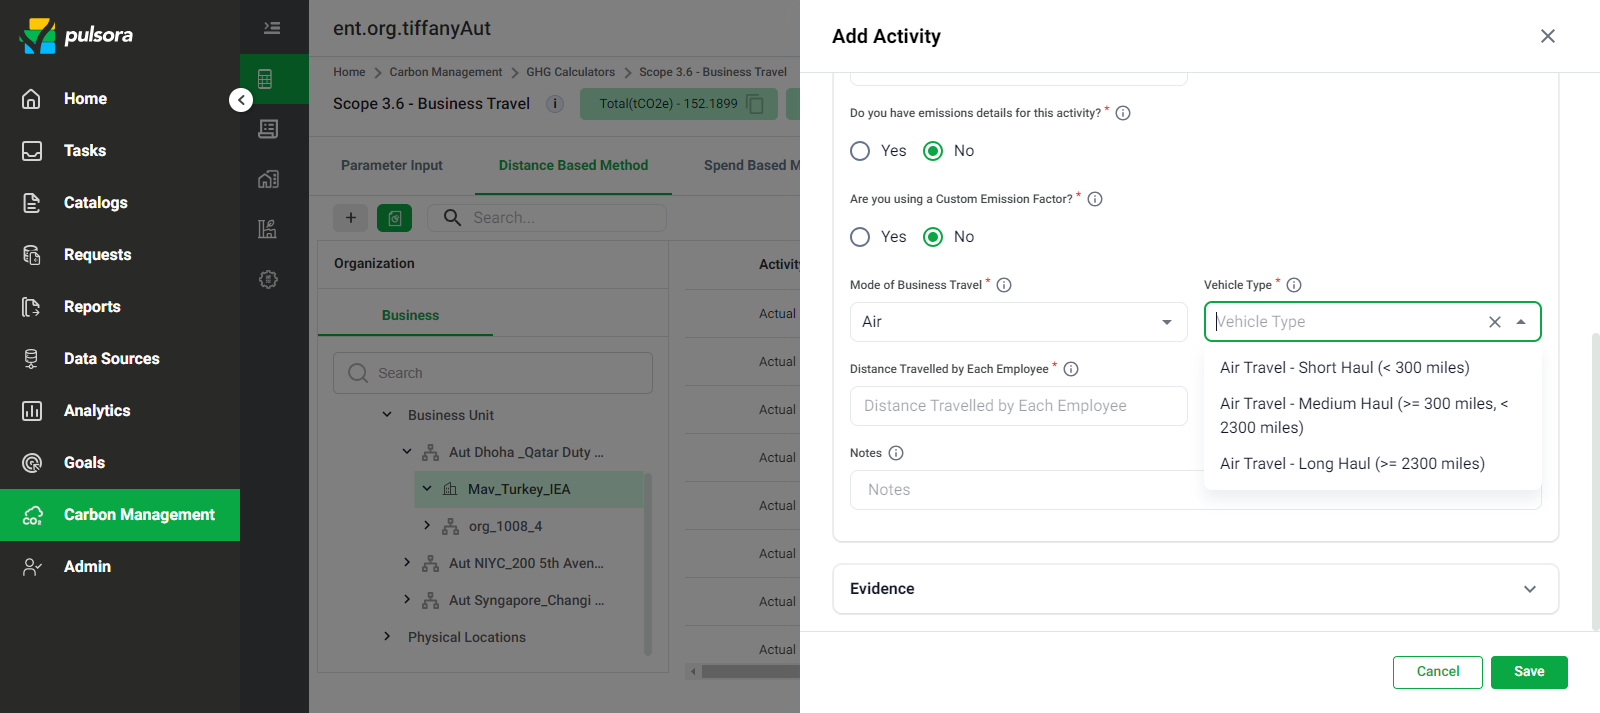 pulsora
Home
Tasks
Catalogs
Requests
Reports
Data Sources
Analytics
Goals
Carbon Management
Admin
ent.org.tiffanyAut
Home > Carbon Management > GHG Calculators > Scope 3.6 - Business Travel
Scope 3.6 - Business Travel i Total(tCO2e) - 152.1899
Parameter Input Distance Based Method Spend Based M
+ Search...
Organization
Business
Search
Business Unit
Aut Dhoha _Qatar Duty ...
Mav_Turkey_IEA
org_1008_4
Aut NIYC_200 5th Aven...
Aut Syngapore_Changi ...
Physical Locations
Activity
Actual
Actual
Actual
Actual
Actual
Actual
Actual
Actual
Add Activity
Do you have emissions details for this activity? *
Yes No
Are you using a Custom Emission Factor? *
Yes No
Mode of Business Travel * Vehicle Type *
Air Vehicle Type
Air Travel - Short Haul (< 300 miles)
Air Travel - Medium Haul (>= 300 miles, <
2300 miles)
Air Travel - Long Haul (>= 2300 miles)
Distance Travelled by Each Employee *
Distance Travelled by Each Employee
Notes
Notes
Evidence
Cancel Save